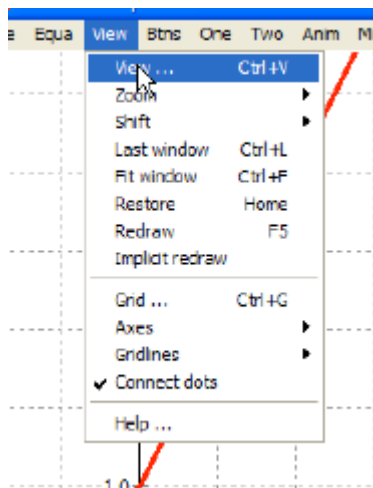 e Equa View Btns One Two Anim M
View ... Ctrl+V
Zoom
Shift
Last window Ctrl+L
Fit window Ctrl+F
Restore Home
Redraw F5
Implicit redraw
Grid ... Ctrl+G
Axes
Gridlines
Connect dots
Help ...
1.0